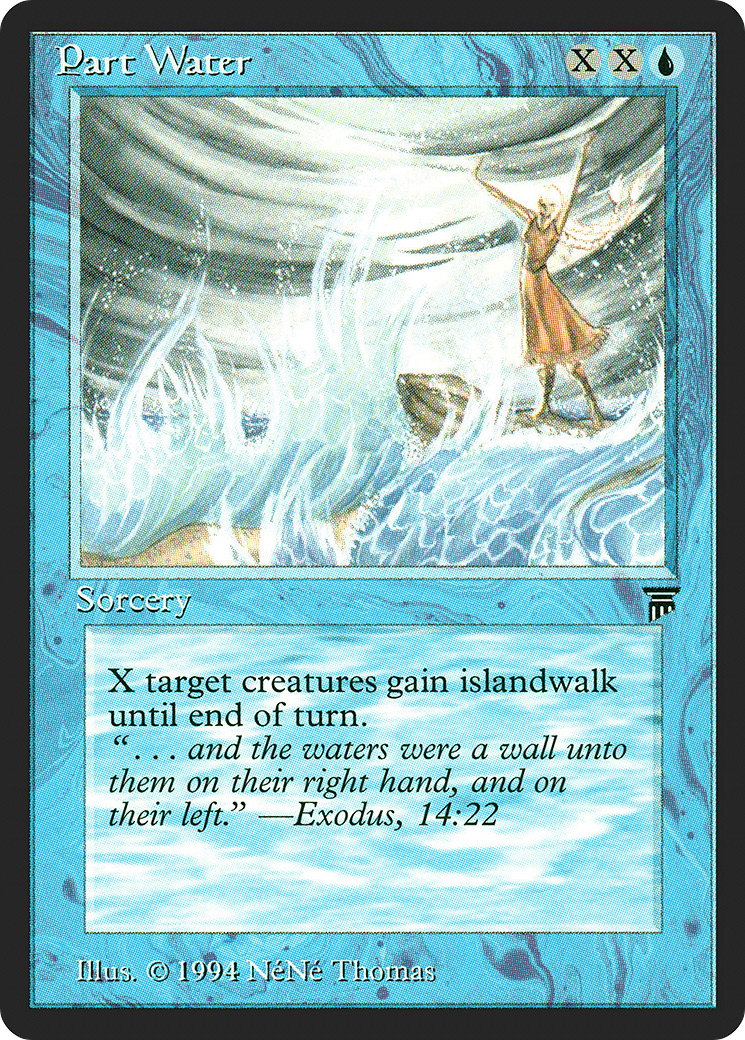 Part Water X X
Sorcery
X target creatures gain islandwalk
until end of turn.
“. . . and the waters were a wall unto
them on their right hand, and on
their left.” —Exodus, 14:22
Illus. © 1994 NéNé Thomas